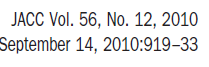 JACC Vol. 56, No. 12, 2010
September 14, 2010:919–33